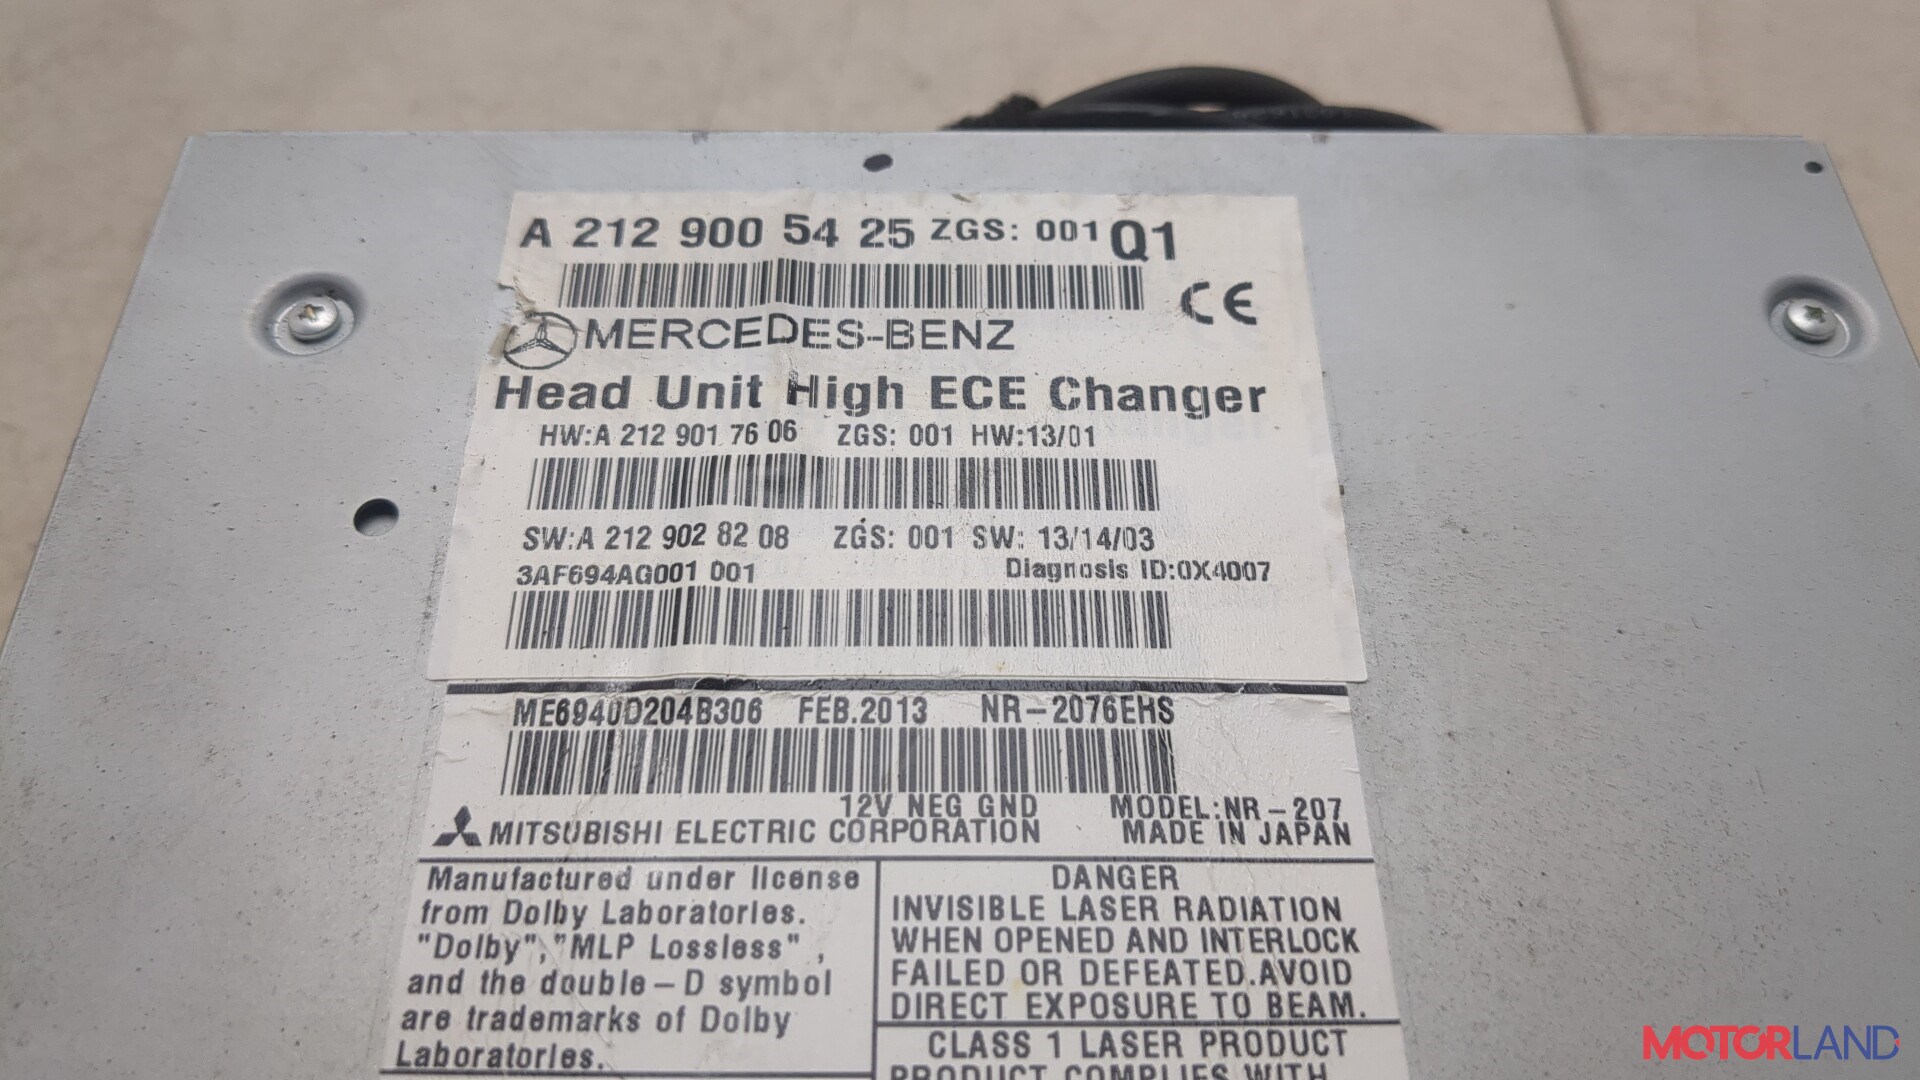 A 212 900 54 25 ZGS: 001 Q1
CE
MERCEDES-BENZ
Head Unit High ECE Changer
HW:A 212 901 76 06 ZGS: 001 HW:13/01
SW:A 212 902 82 08 ZGS: 001 SW: 13/14/03
3AF694AG001 001 Diagnosis ID:0X4007
ME6940D204B306 FEB.2013 NR-2076EHS
12V NEG GND MODEL:NR-207
MITSUBISHI ELECTRIC CORPORATION MADE IN JAPAN
Manufactured under license
from Dolby Laboratories.
"Dolby","MLP Lossless",
and the double-D symbol
are trademarks of Dolby
Laboratories.
DANGER
INVISIBLE LASER RADIATION
WHEN OPENED AND INTERLOCK
FAILED OR DEFEATED.AVOID
DIRECT EXPOSURE TO BEAM.
CLASS 1 LASER PRODUCT
PRODUCT COMPLIES WITH
MOTORLAND